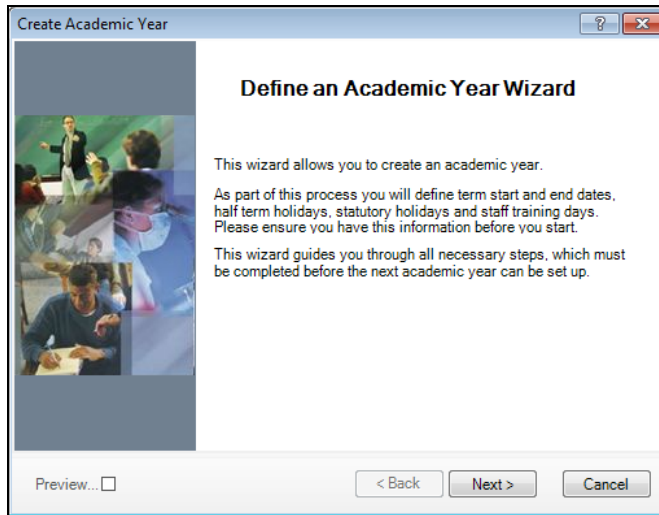 Create Academic Year
Define an Academic Year Wizard
This wizard allows you to create an academic year.
As part of this process you will define term start and end dates,
half term holidays, statutory holidays and staff training days.
Please ensure you have this information before you start.
This wizard guides you through all necessary steps, which must
be completed before the next academic year can be set up.
Preview... < Back Next > Cancel